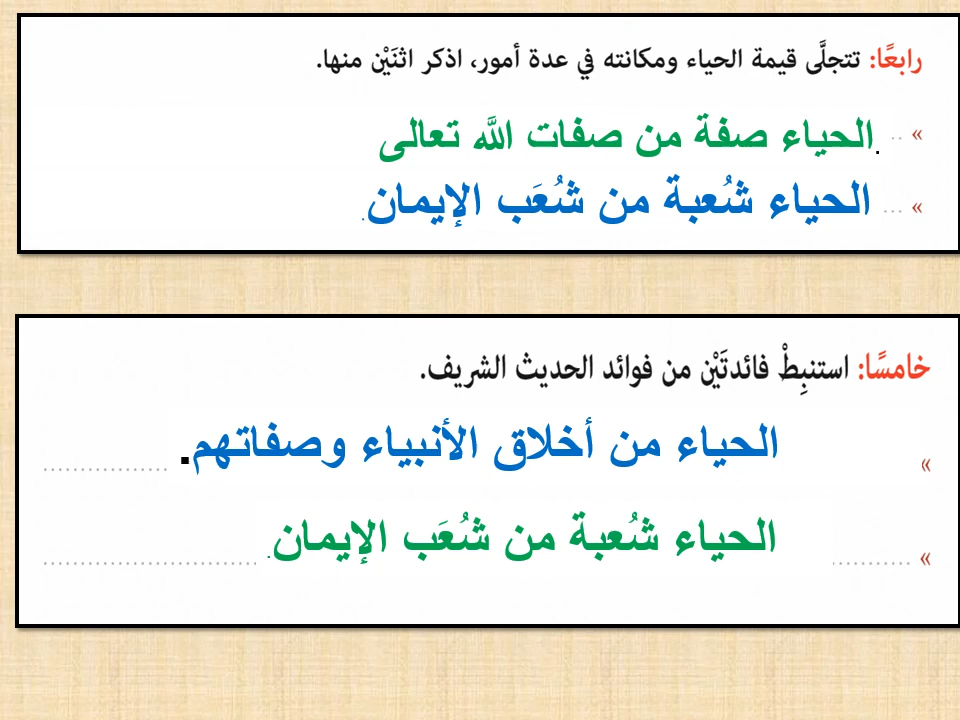 رابعًا: تتجلَّى قيمة الحياء ومكانته في عدة أمور، اذكر اثنَيْن منها.
» .. الحياء صفة من صفات الله تعالى.
» ... الحياء شُعبة من شُعَب الإيمان.
خامسًا: استنبِطْ فائدتَيْن من فوائد الحديث الشريف.
» الحياء من أخلاق الأنبياء وصفاتهم. .................
» ........... الحياء شُعبة من شُعَب الإيمان. .............................